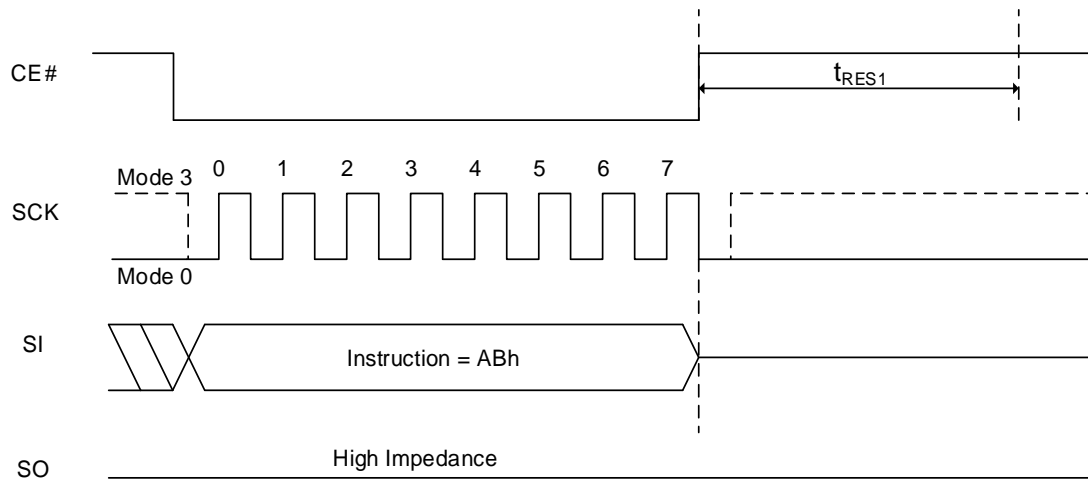 CE#
tRES1
0 1 2 3 4 5 6 7
Mode 3
SCK
Mode 0
SI
Instruction = ABh
High Impedance
SO